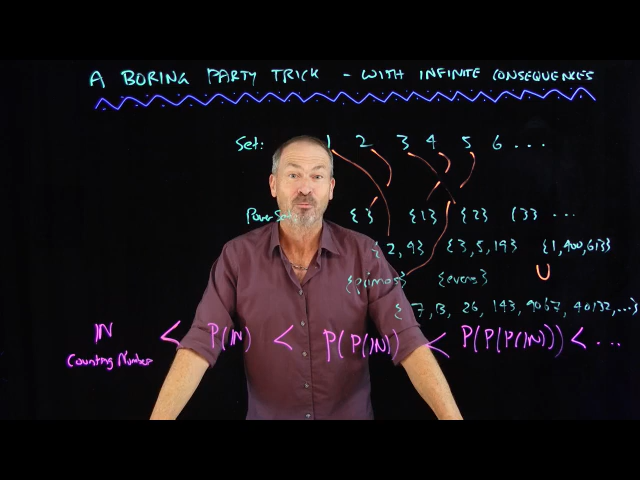 A BORING PARTY TRICK - WITH INFINITE CONSEQUENCES
Set: 1 2 3 4 5 6 ...
Power Set: { } {1} {2} {3} ...
{2,4} {3,5,19} {1,400,613}
{primes} {evens} U
{7, 13, 26, 143, 9067, 40132, ...}
ℕ < P(ℕ) < P(P(ℕ)) < P(P(P(ℕ))) < ...
Counting Number